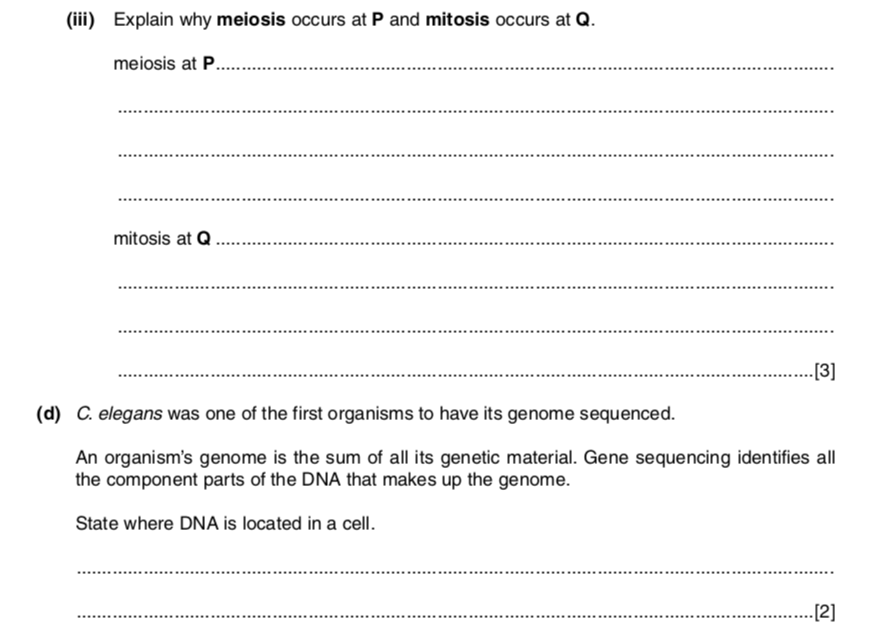 (iii) Explain why meiosis occurs at P and mitosis occurs at Q.
meiosis at P..........................................................................................................................
..........................................................................................................................
..........................................................................................................................
..........................................................................................................................
mitosis at Q ..........................................................................................................................
..........................................................................................................................
..........................................................................................................................
..........................................................................................................................[3]
(d) C. elegans was one of the first organisms to have its genome sequenced.
An organism's genome is the sum of all its genetic material. Gene sequencing identifies all
the component parts of the DNA that makes up the genome.
State where DNA is located in a cell.
..........................................................................................................................
..........................................................................................................................[2]